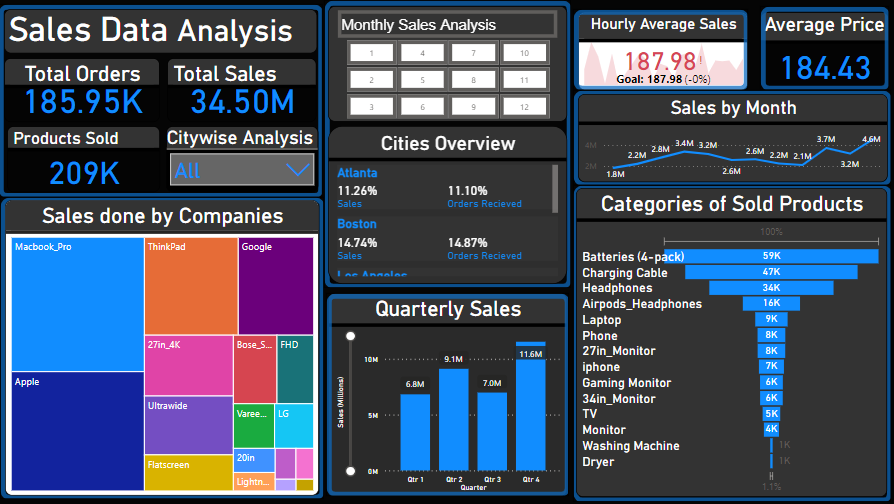 Sales Data Analysis
Total Orders
185.95K
Total Sales
34.50M
Products Sold
209K
Citywise Analysis
All
Sales done by Companies
Macbook_Pro
ThinkPad
Google
27in_4K
Bose_S...
FHD
Apple
Ultrawide
Varee...
LG
Flatscreen
20in
Lightn...
Monthly Sales Analysis
1 4 7 10
2 5 8 11
3 6 9 12
Cities Overview
Atlanta
11.26% 11.10%
Sales Orders Recieved
Boston
14.74% 14.87%
Sales Orders Recieved
Los Angeles
Quarterly Sales
Sales (Millions)
10M
5M
0M
6.8M
9.1M
7.0M
11.6M
Qtr 1 Qtr 2 Qtr 3 Qtr 4
Quarter
Hourly Average Sales
187.98!
Goal: 187.98 (-0%)
Average Price
184.43
Sales by Month
4M
2M
1.8M 2.2M 2.8M 3.4M 3.2M 2.6M 2.6M 2.2M 2.1M 3.7M 3.2M 4.6M
Categories of Sold Products
100%
Batteries (4-pack) 59K
Charging Cable 47K
Headphones 34K
Airpods_Headphones 16K
Laptop 9K
Phone 8K
27in_Monitor 8K
iphone 7K
Gaming Monitor 6K
34in_Monitor 6K
TV 5K
Monitor 4K
Washing Machine 1K
Dryer 1K
1.1%